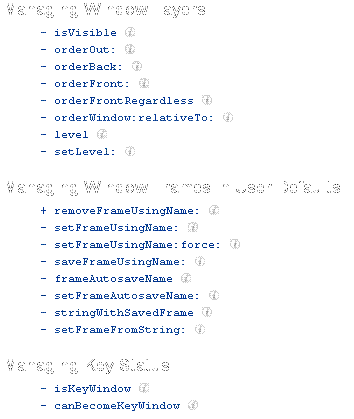 Managing Window Layers
- isVisible
- orderOut:
- orderBack:
- orderFront:
- orderFrontRegardless
- orderWindow:relativeTo:
- level
- setLevel:
Managing Window Frames in User Defaults
+ removeFrameUsingName:
- setFrameUsingName:
- setFrameUsingName:force:
- saveFrameUsingName:
- frameAutosaveName
- setFrameAutosaveName:
- stringWithSavedFrame
- setFrameFromString:
Managing Key Status
- isKeyWindow
- canBecomeKeyWindow